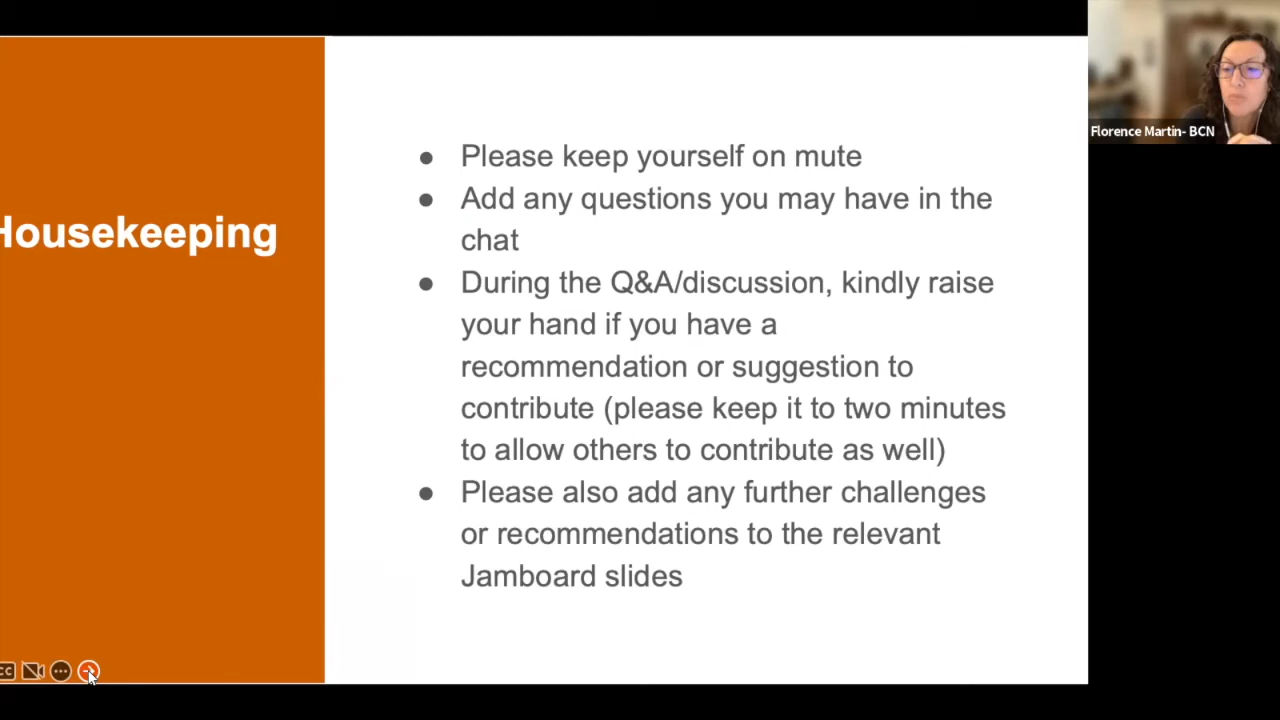 Florence Martin- BCN
Housekeeping
● Please keep yourself on mute
● Add any questions you may have in the
chat
● During the Q&A/discussion, kindly raise
your hand if you have a
recommendation or suggestion to
contribute (please keep it to two minutes
to allow others to contribute as well)
● Please also add any further challenges
or recommendations to the relevant
Jamboard slides
CC